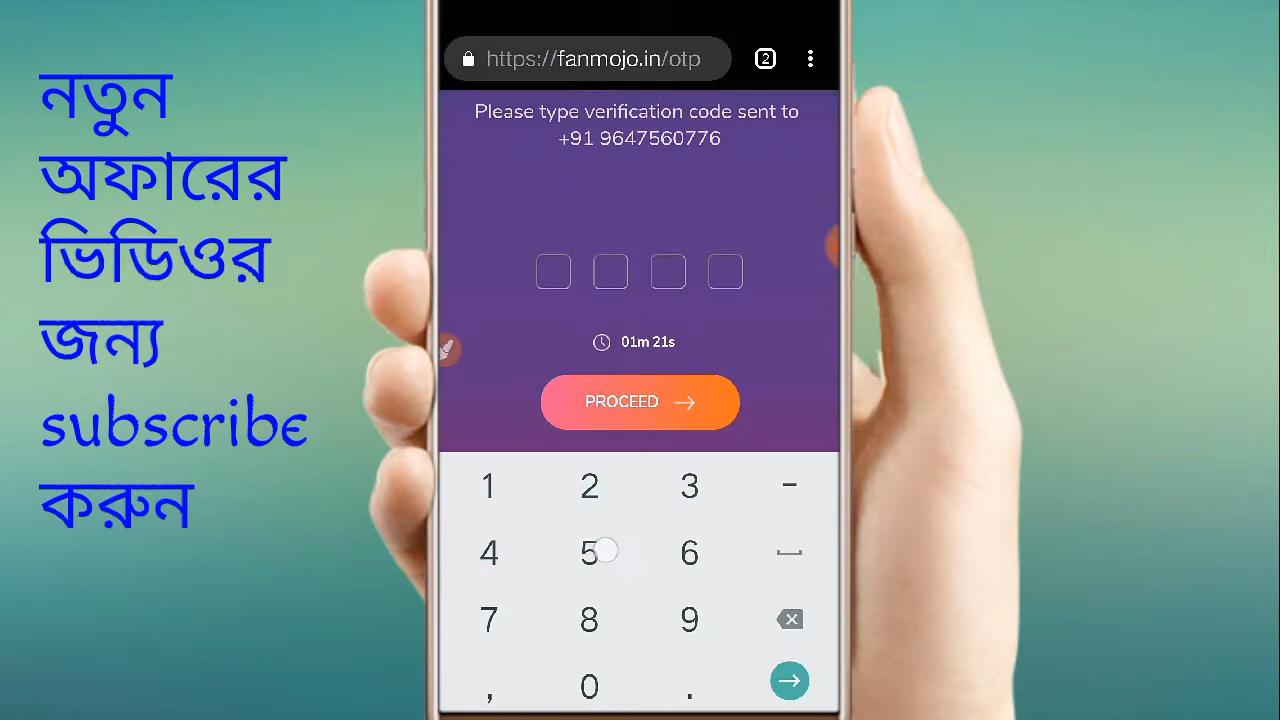 নতুন
অফারের
ভিডিওর
জন্য
subscribe
করুন
https://fanmojo.in/otp
2
Please type verification code sent to
+91 9647560776
01m 21s
PROCEED
1 2 3 -
4 5 6
7 8 9
, 0 .